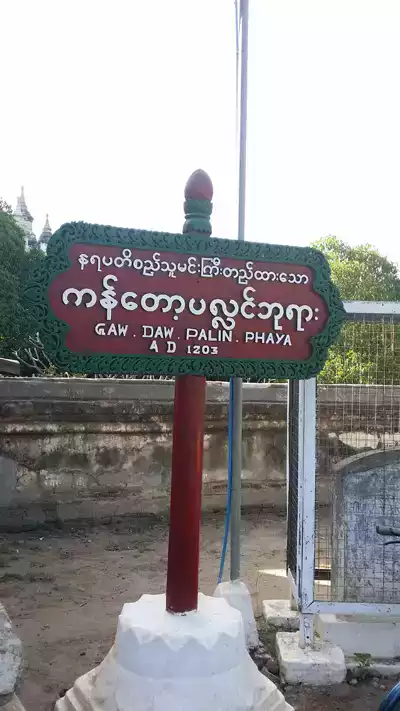 နရပတိစည်သူမင်းကြီးတည်ထားသော
ကန်တော့ပလ္လင်ဘုရား
GAW . DAW . PALIN . PHAYA
A D 1203